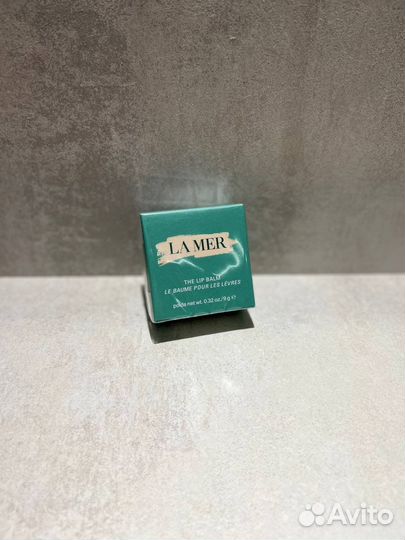 LA MER
THE LIP BALM
LE BAUME POUR LES LÈVRES
poids net wt. 0.32 oz./9 g e
Avito